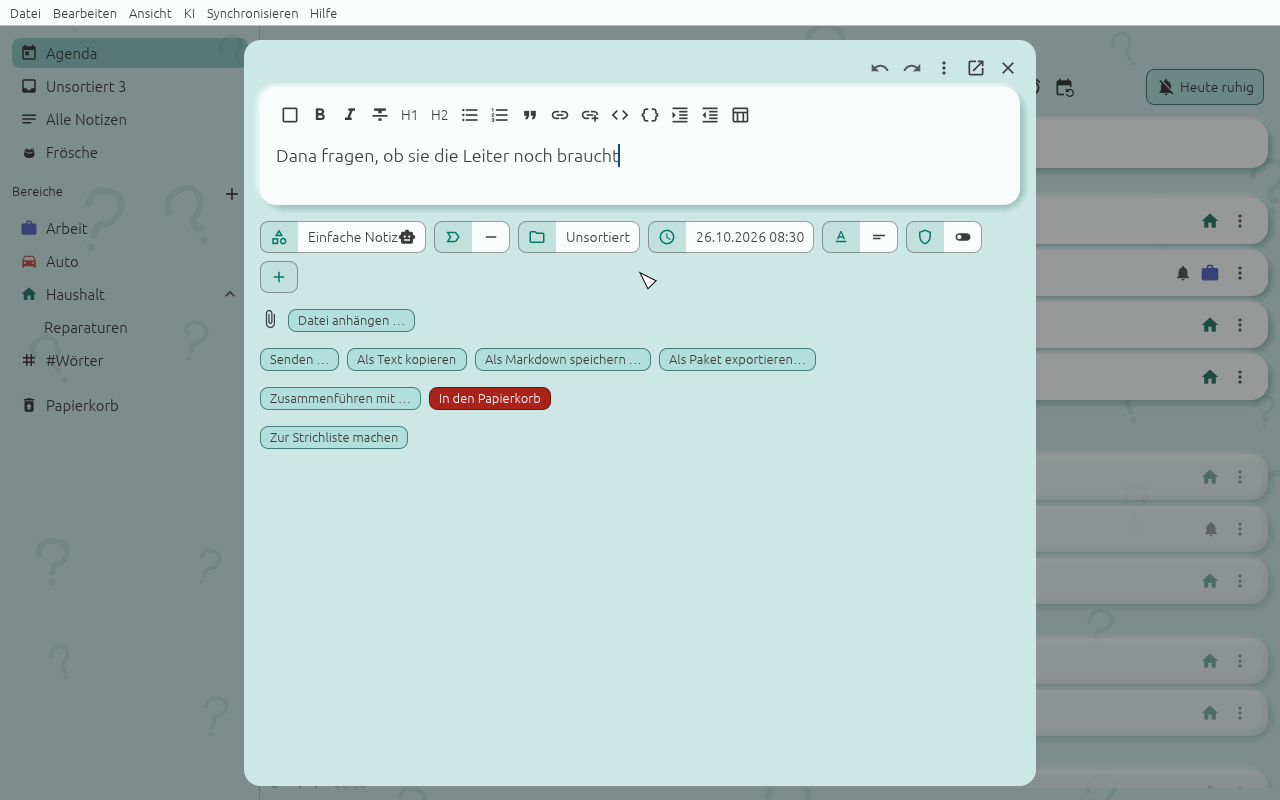 Datei Bearbeiten Ansicht KI Synchronisieren Hilfe
Agenda
Unsortiert 3
Alle Notizen
Frösche
Bereiche
Arbeit
Auto
Haushalt
Reparaturen
#Wörter
Papierkorb
Heute ruhig
B I S H1 H2
Dana fragen, ob sie die Leiter noch braucht
Einfache Notiz
Unsortiert
26.10.2026 08:30
Datei anhängen …
Senden … Als Text kopieren Als Markdown speichern … Als Paket exportieren…
Zusammenführen mit … In den Papierkorb
Zur Strichliste machen